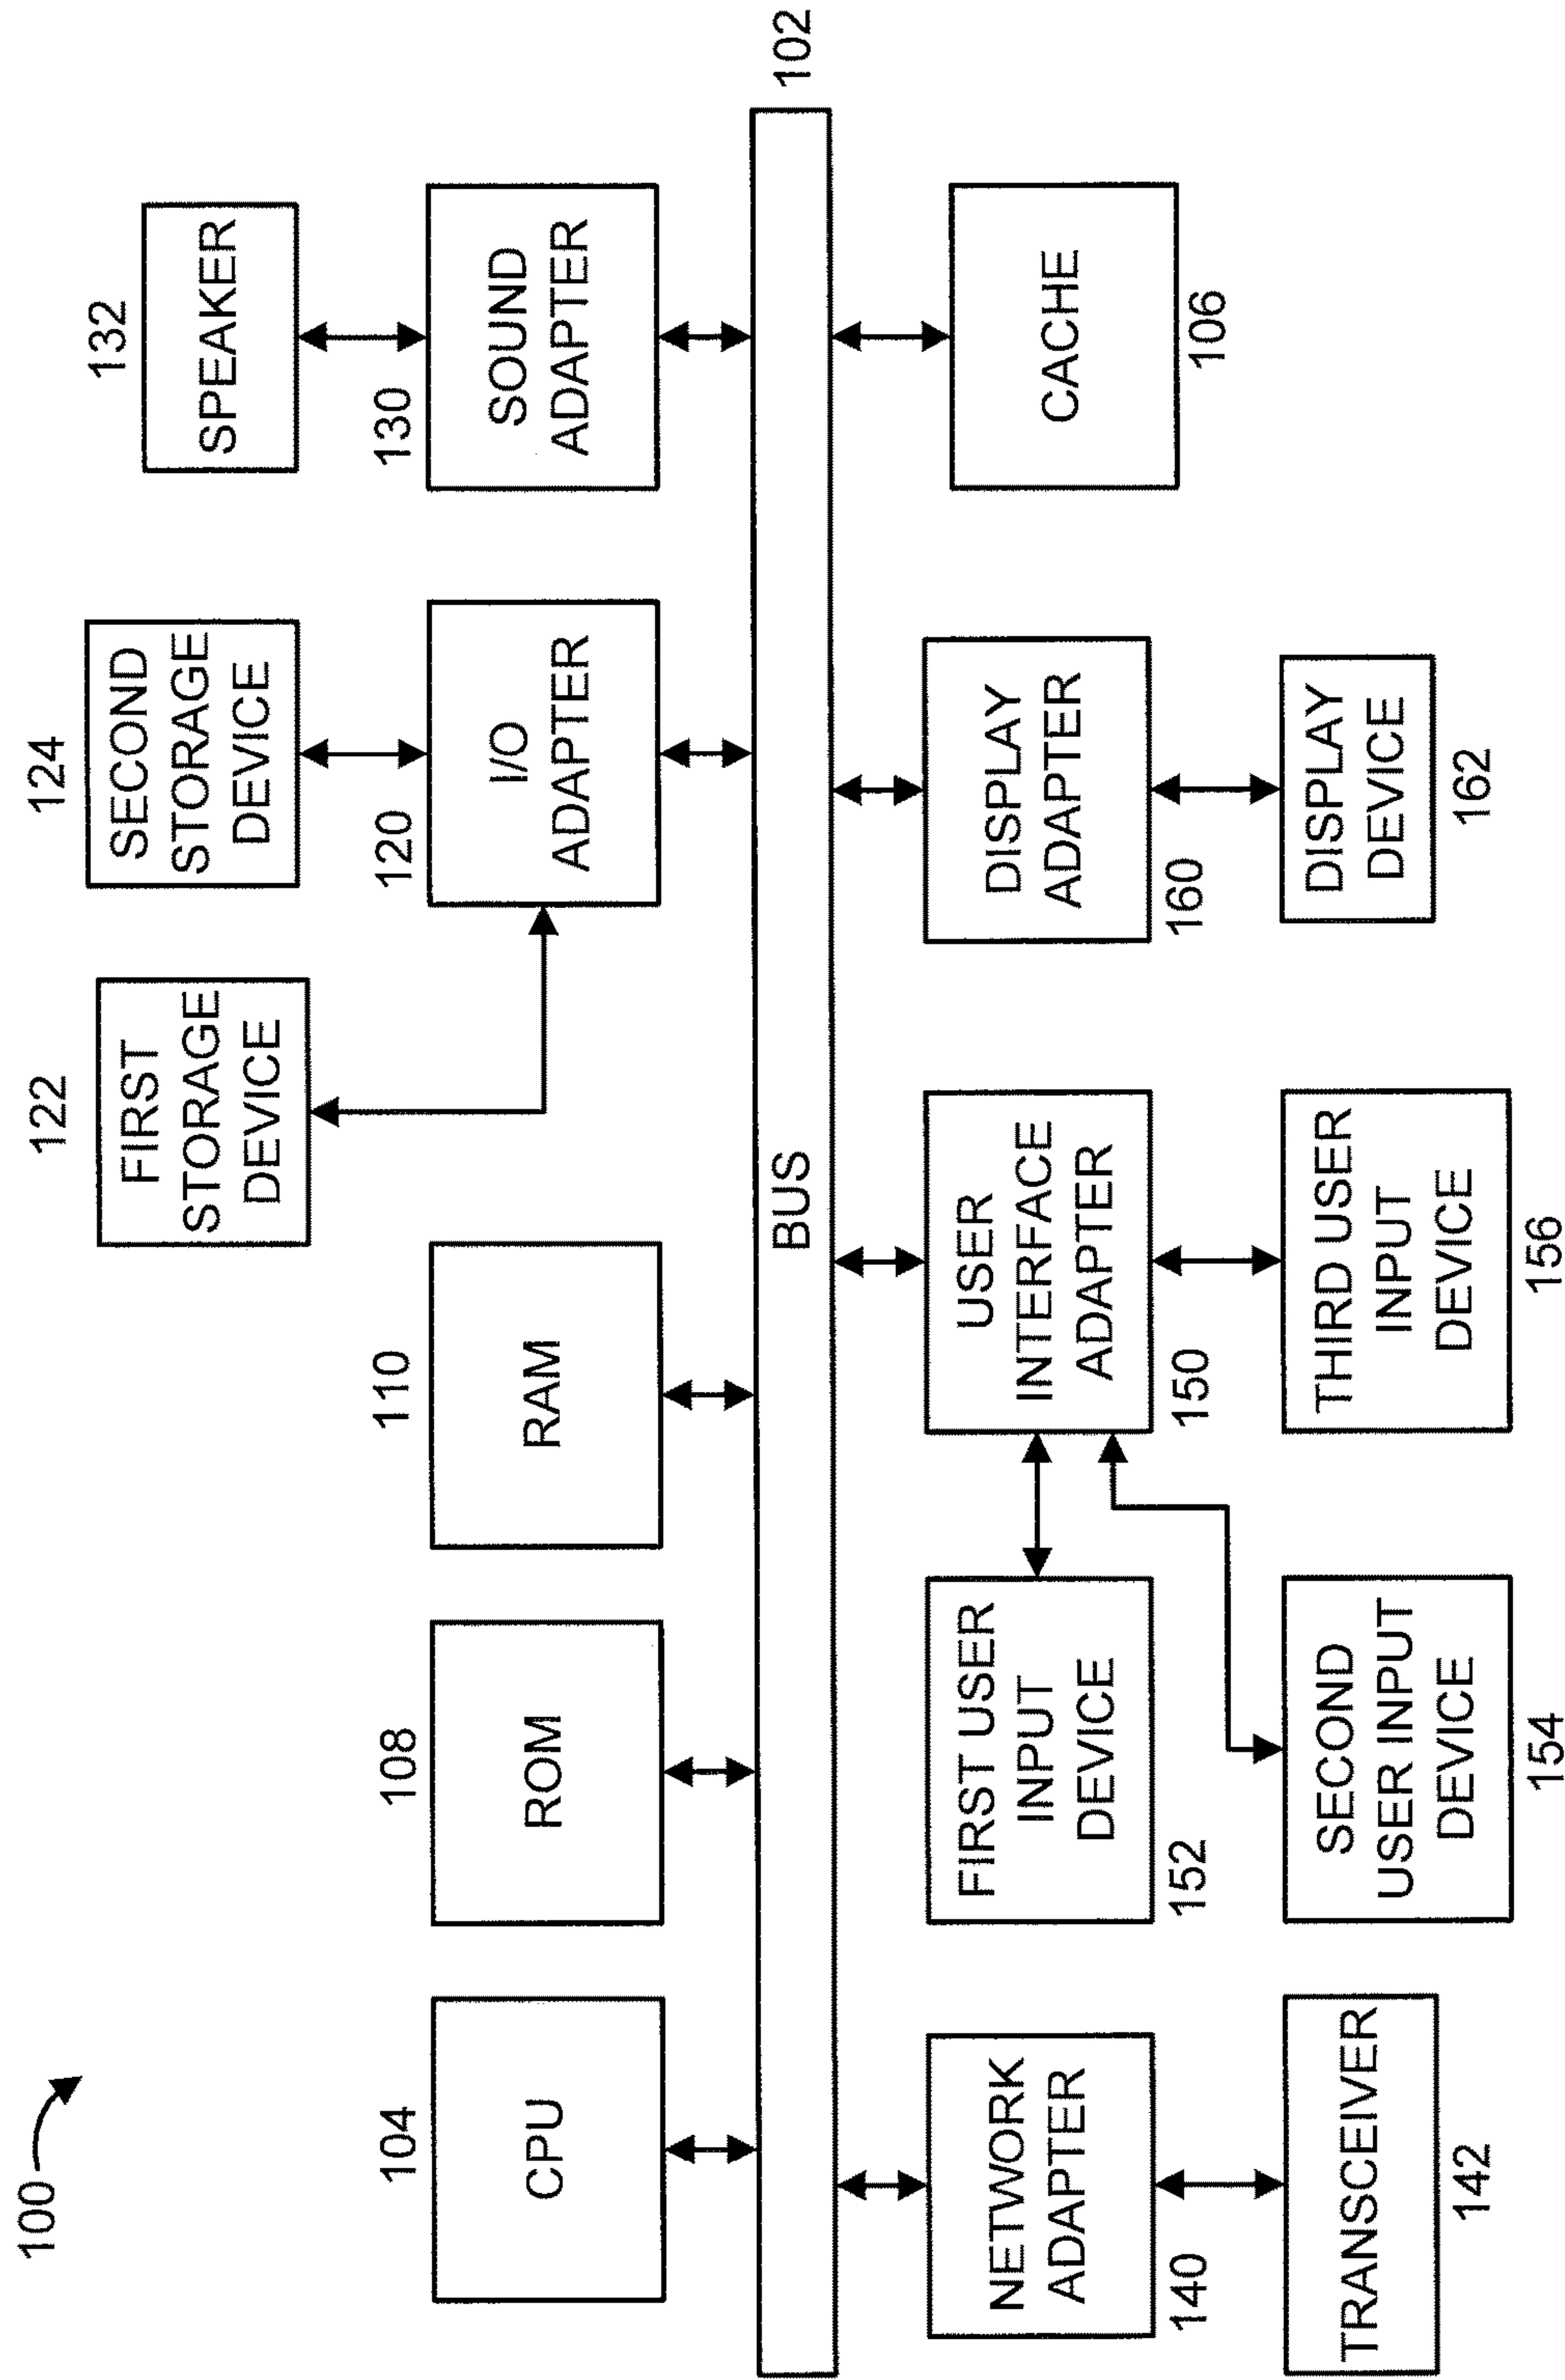 100
122
FIRST
STORAGE
DEVICE
124
SECOND
STORAGE
DEVICE
132
SPEAKER
104
CPU
108
ROM
110
RAM
120
I/O
ADAPTER
130
SOUND
ADAPTER
BUS
102
NETWORK
ADAPTER
140
FIRST USER
INPUT
DEVICE
152
USER
INTERFACE
ADAPTER
150
DISPLAY
ADAPTER
160
CACHE
106
TRANSCEIVER
142
SECOND
USER INPUT
DEVICE
154
THIRD USER
INPUT
DEVICE
156
DISPLAY
DEVICE
162